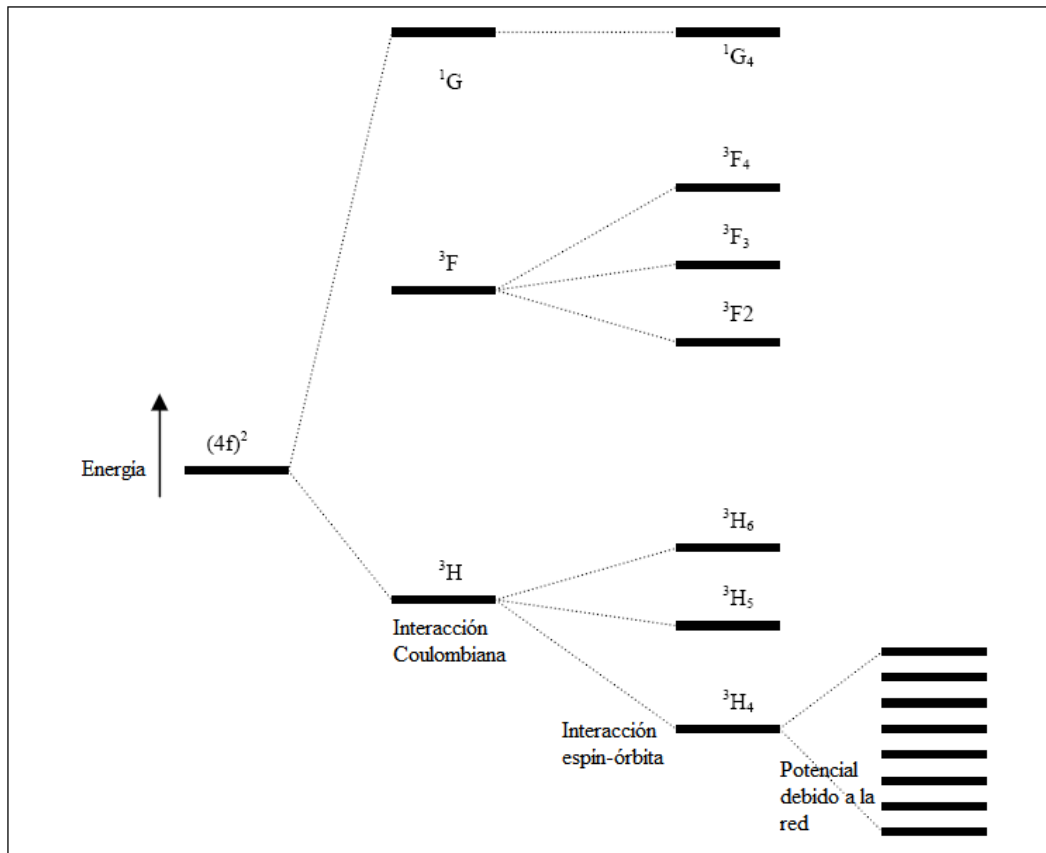 ¹G
¹G₄
³F₄
³F
³F₃
³F2
(4f)²
Energía
³H₆
³H
³H₅
Interacción
Coulombiana
³H₄
Interacción
espín-órbita
Potencial
debido a la
red